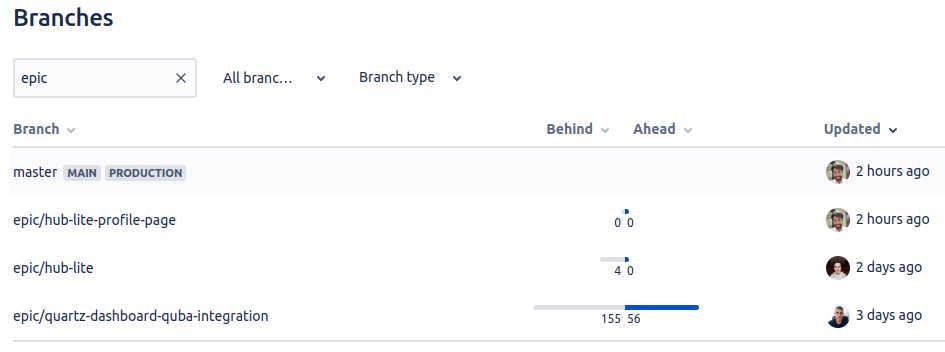 Branches
epic
All branc...
Branch type
Branch Behind Ahead Updated
master MAIN PRODUCTION 2 hours ago
epic/hub-lite-profile-page 0 0 2 hours ago
epic/hub-lite 4 0 2 days ago
epic/quartz-dashboard-quba-integration 155 56 3 days ago